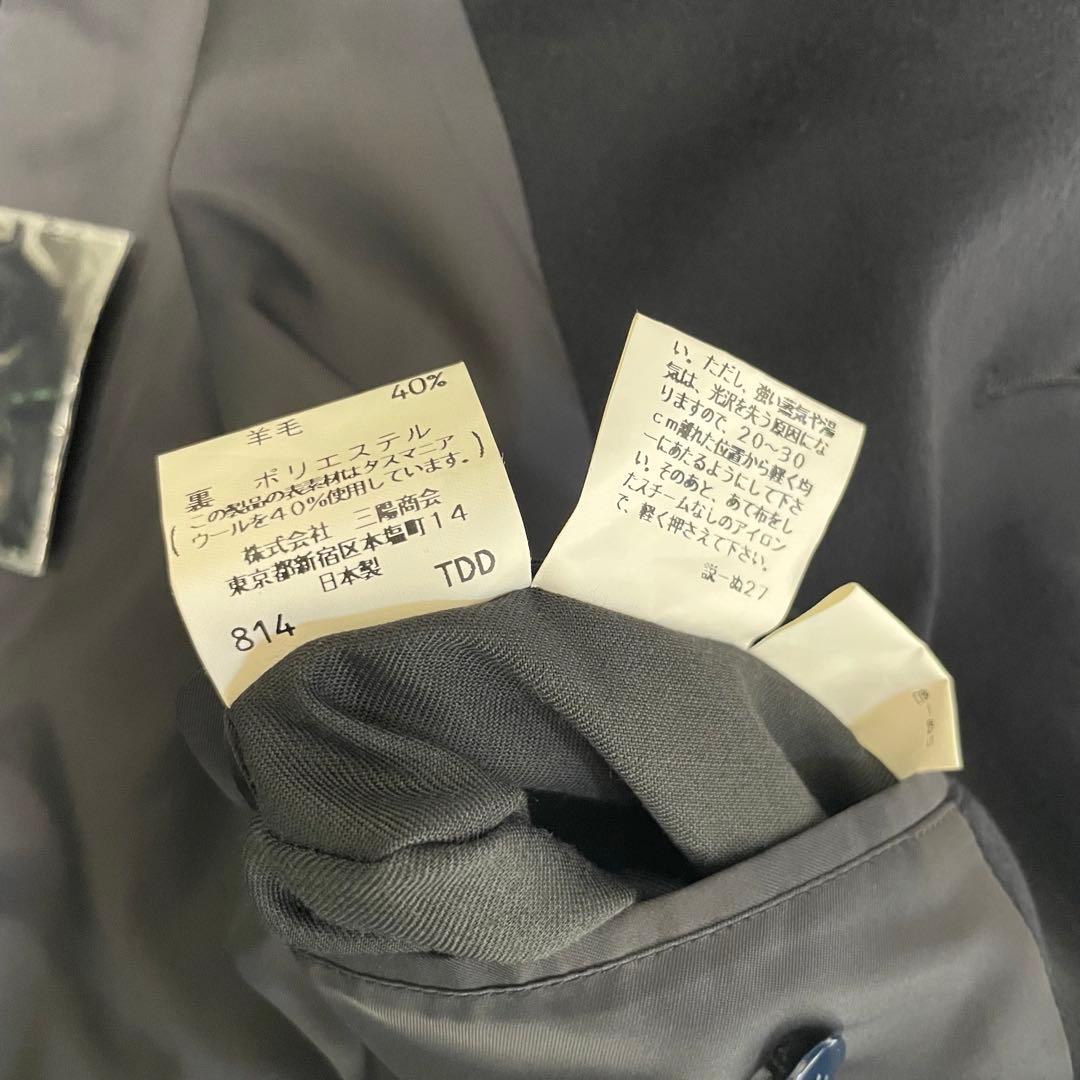 40%
羊毛
裏 ポリエステル
(この製品の表素材はタスマニア
ウールを40%使用しています。)
株式会社 三陽商会
東京都新宿区本塩町14
日本製 TDD
814
い。ただし、強い蒸気や湯
気は、光沢を失う原因にな
りますので、20〜30
cm離れた位置から軽く均
一にあたるようにして下さ
い。そのあと、あて布をし
たスチームなしのアイロン
で、軽く押さえて下さい。
説ーぬ27